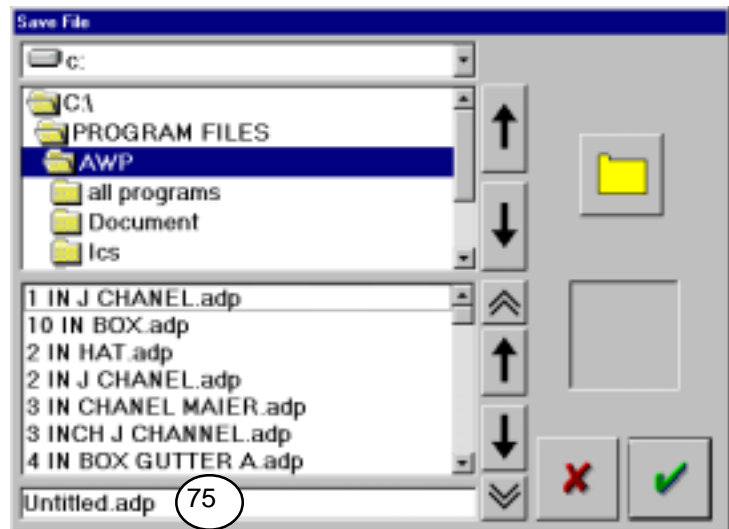 Save File
c:
C:\
PROGRAM FILES
AWP
all programs
Document
Ics
1 IN J CHANEL.adp
10 IN BOX.adp
2 IN HAT.adp
2 IN J CHANEL.adp
3 IN CHANEL MAIER.adp
3 INCH J CHANNEL.adp
4 IN BOX GUTTER A.adp
Untitled.adp 75